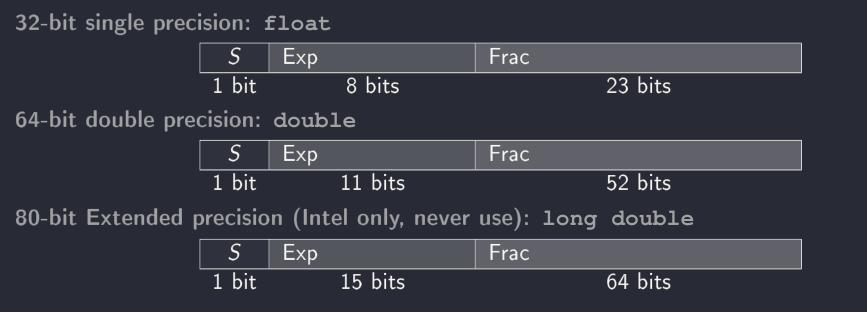 32-bit single precision: float
S Exp Frac
1 bit 8 bits 23 bits
64-bit double precision: double
S Exp Frac
1 bit 11 bits 52 bits
80-bit Extended precision (Intel only, never use): long double
S Exp Frac
1 bit 15 bits 64 bits